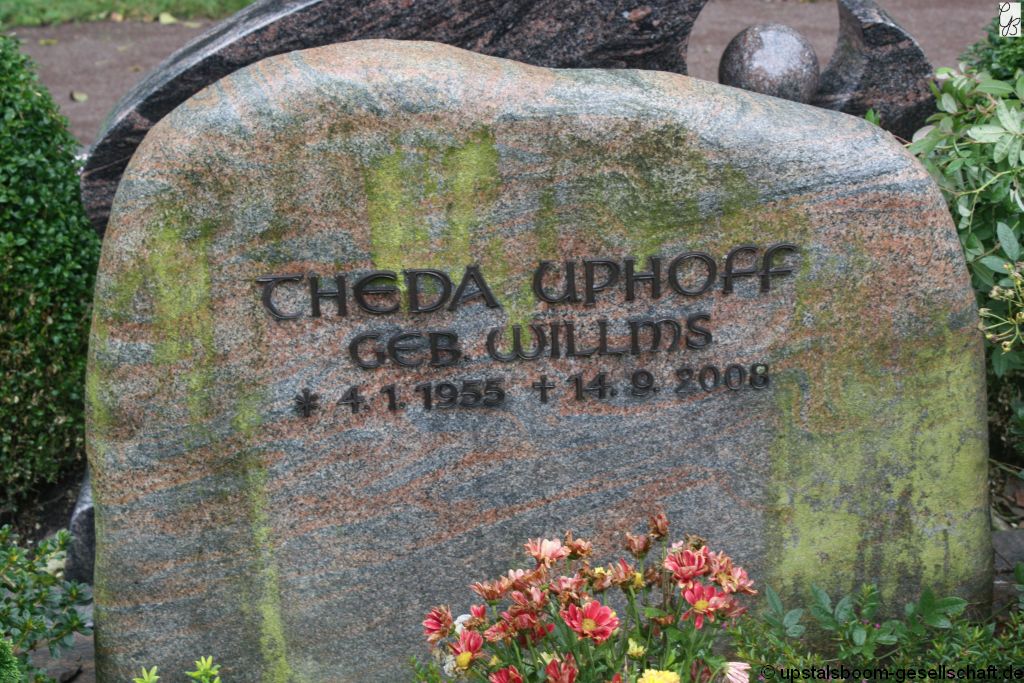 THEDA UPHOFF
GEB. WILLMS
* 4. 1. 1955 † 14. 9. 2008
© upstalsboom-gesellschaft.de